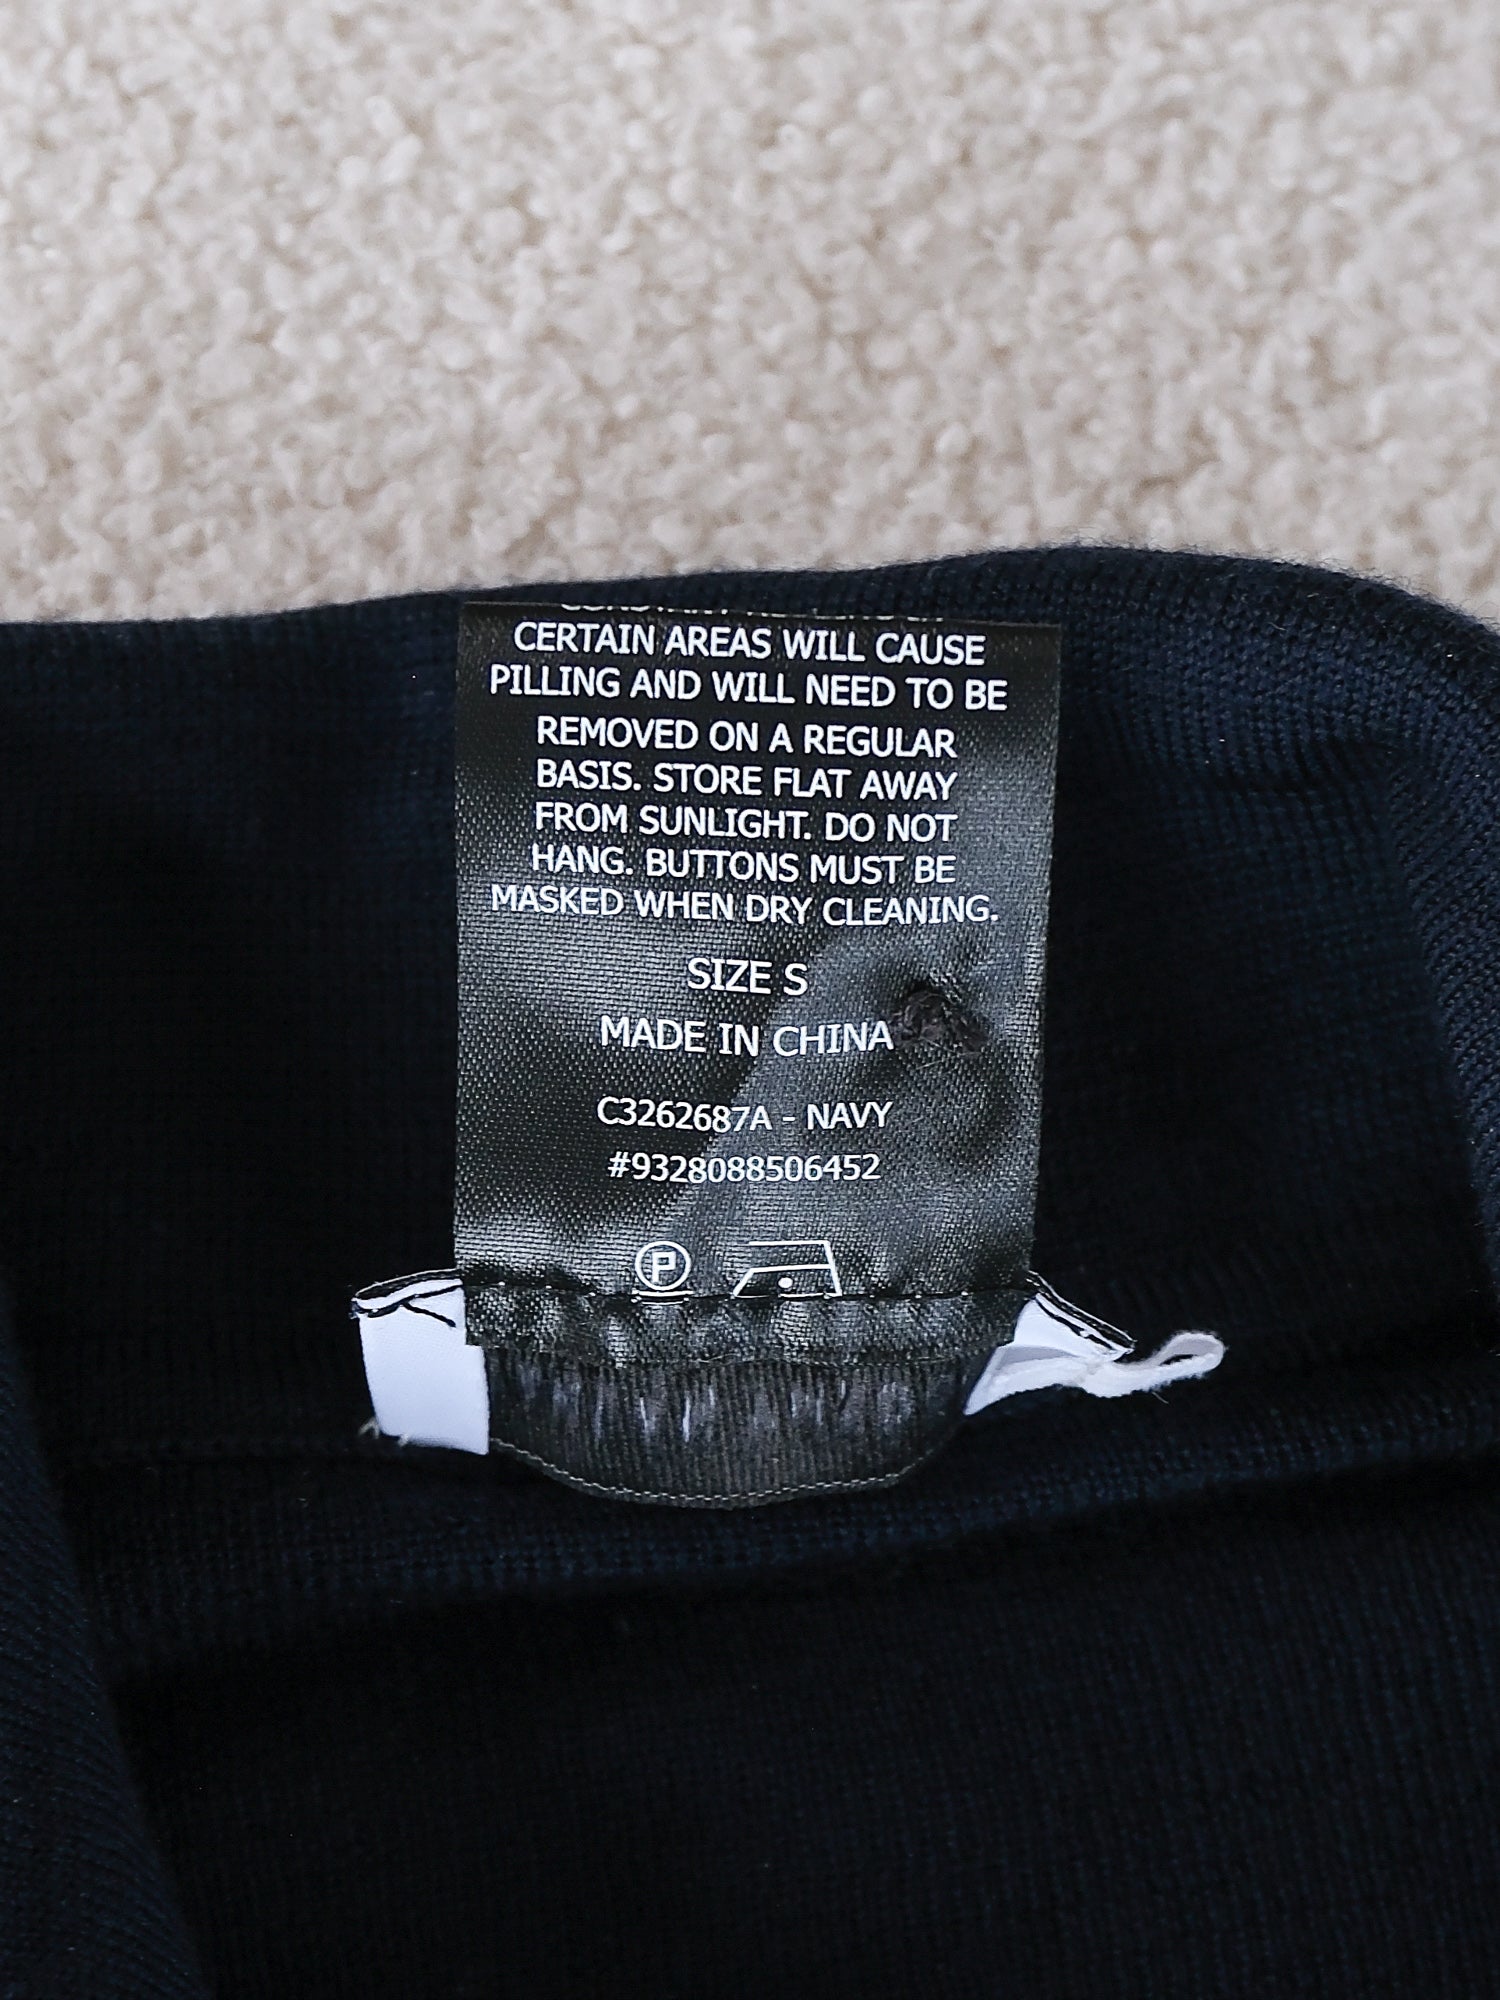 CERTAIN AREAS WILL CAUSE
PILLING AND WILL NEED TO BE
REMOVED ON A REGULAR
BASIS. STORE FLAT AWAY
FROM SUNLIGHT. DO NOT
HANG. BUTTONS MUST BE
MASKED WHEN DRY CLEANING.
SIZE S
MADE IN CHINA
C3262687A - NAVY
#9328088506452
P